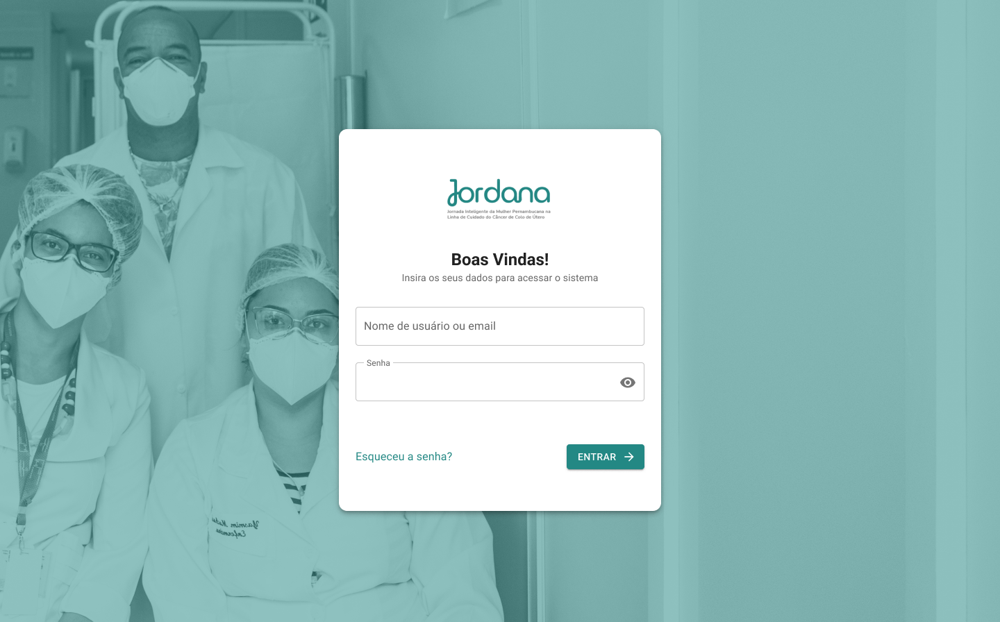 Jordana
Jornada Inteligente da Mulher Pernambucana na
Linha de Cuidado do Câncer de Colo de Útero
Boas Vindas!
Insira os seus dados para acessar o sistema
Nome de usuário ou email
Senha
Esqueceu a senha?
ENTRAR